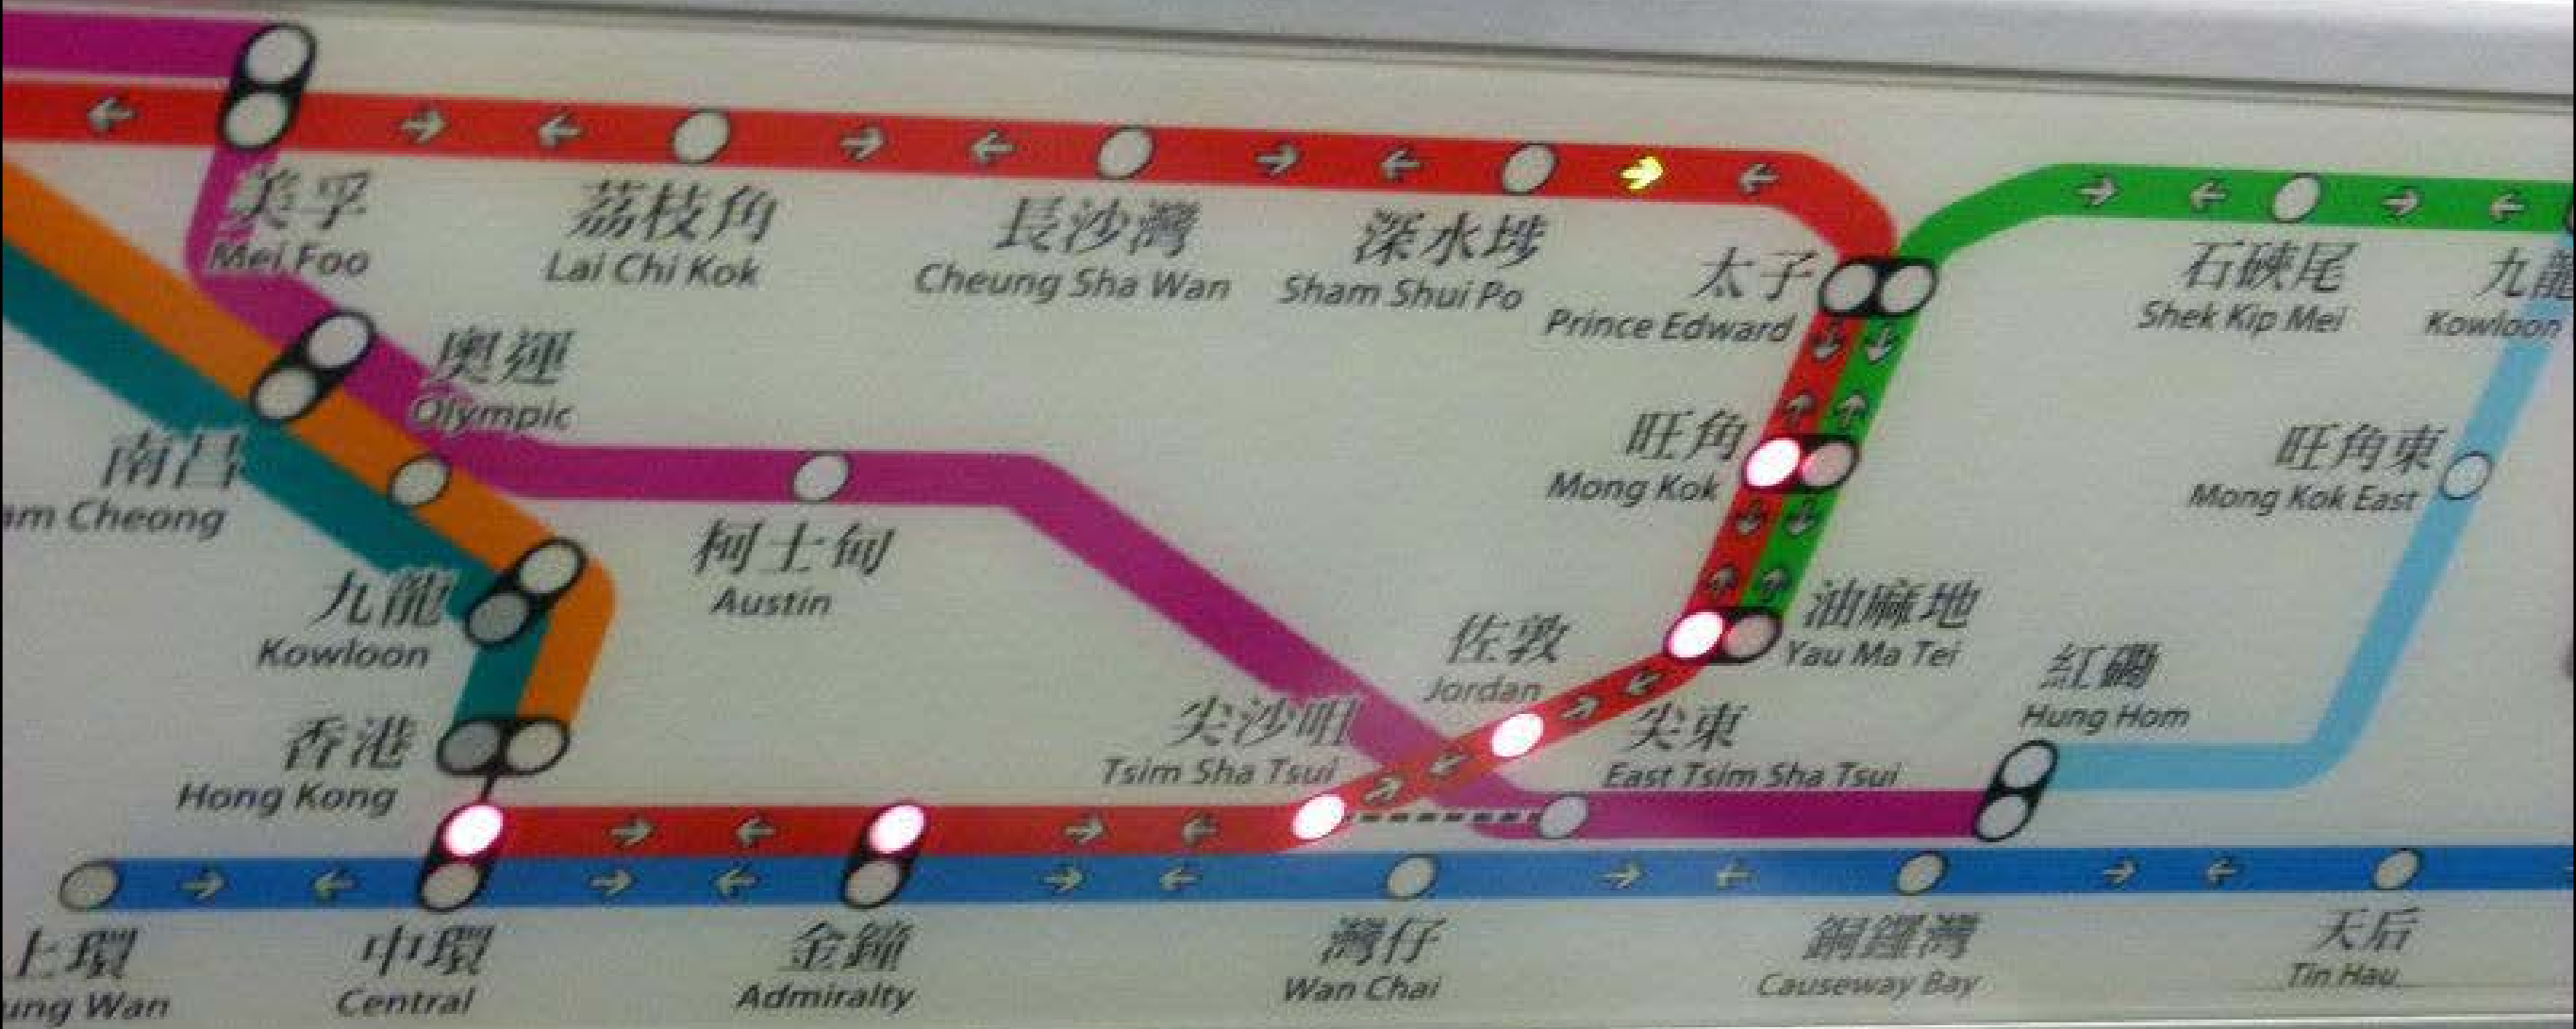 美孚
Mei Foo
荔枝角
Lai Chi Kok
長沙灣
Cheung Sha Wan
深水埗
Sham Shui Po
太子
Prince Edward
石硤尾
Shek Kip Mei
九龍
Kowloon
奧運
Olympic
南昌
am Cheong
柯士甸
Austin
旺角
Mong Kok
旺角東
Mong Kok East
九龍
Kowloon
佐敦
Jordan
油麻地
Yau Ma Tei
紅磡
Hung Hom
香港
Hong Kong
尖沙咀
Tsim Sha Tsui
尖東
East Tsim Sha Tsui
上環
ung Wan
中環
Central
金鐘
Admiralty
灣仔
Wan Chai
銅鑼灣
Causeway Bay
天后
Tin Hau